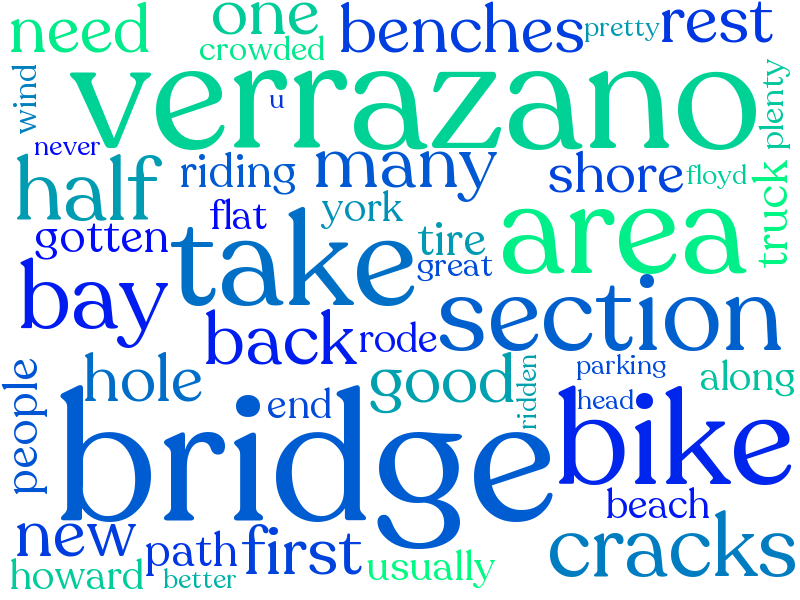 need
one
crowded
benches
pretty
rest
wind
u
verrazano
plenty
never
half
riding
many
shore
floyd
truck
flat
york
gotten
take
tire
great
area
bay
back
rode
section
people
hole
end
good
ridden
parking
head
along
bridge
bike
beach
new
path
first
cracks
howard
better
usually